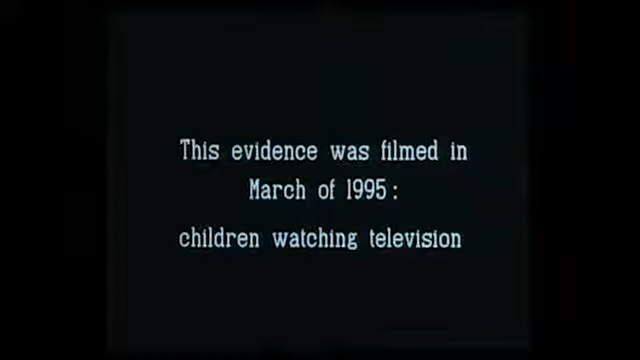 This evidence was filmed in
March of 1995:
children watching television